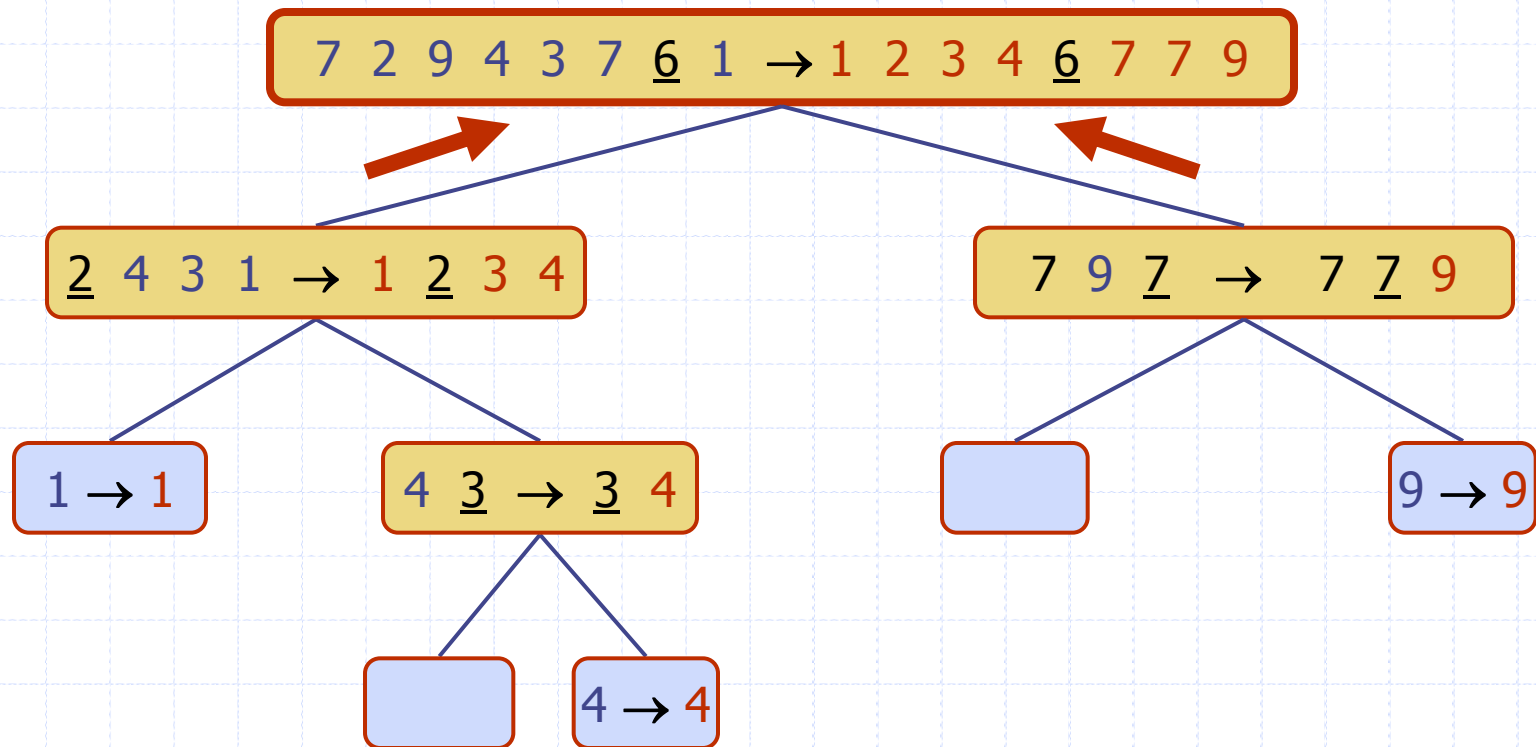 7 2 9 4 3 7 6 1 → 1 2 3 4 6 7 7 9
2 4 3 1 → 1 2 3 4
7 9 7 → 7 7 9
1 → 1
4 3 → 3 4
9 → 9
4 → 4